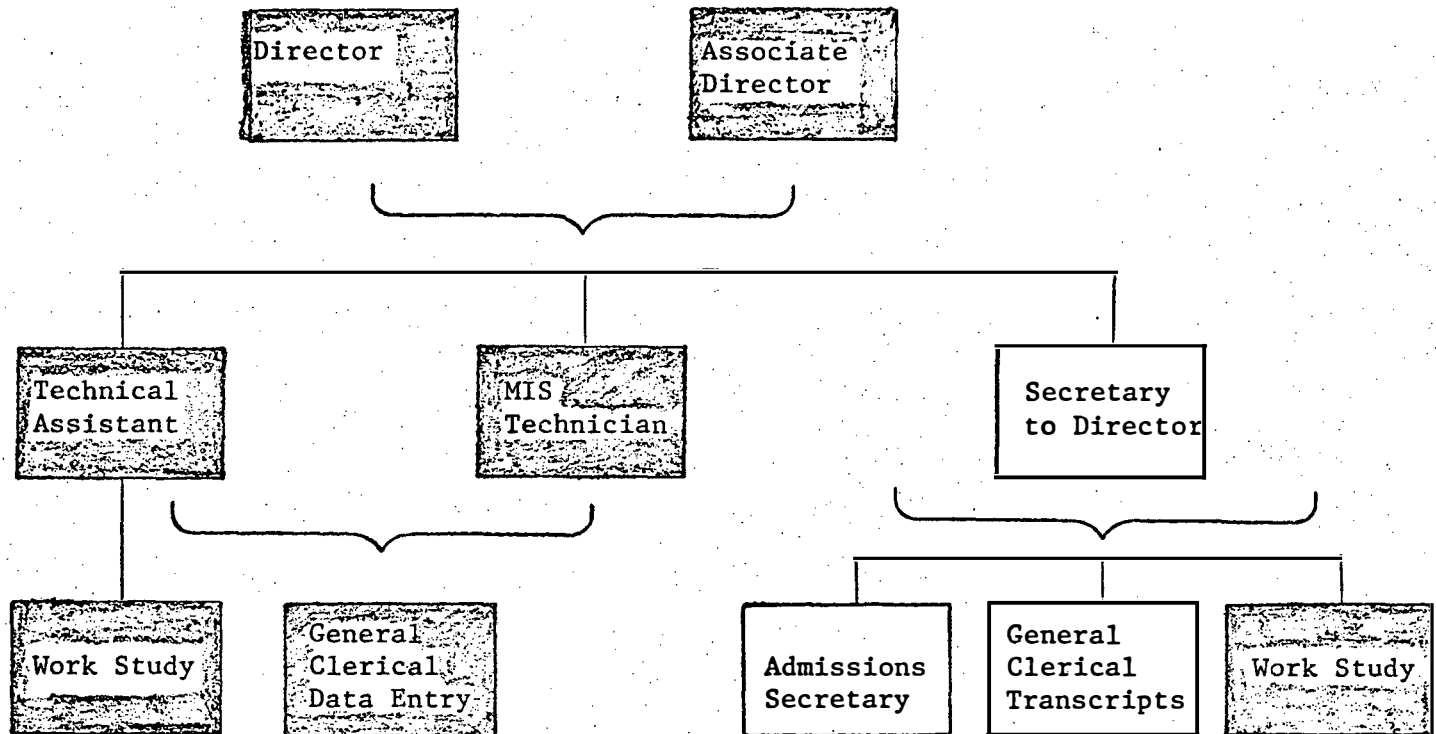 Director
Associate
Director
Technical
Assistant
MIS
Technician
Secretary
to Director
Work Study
General
Clerical
Data Entry
Admissions
Secretary
General
Clerical
Transcripts
Work Study